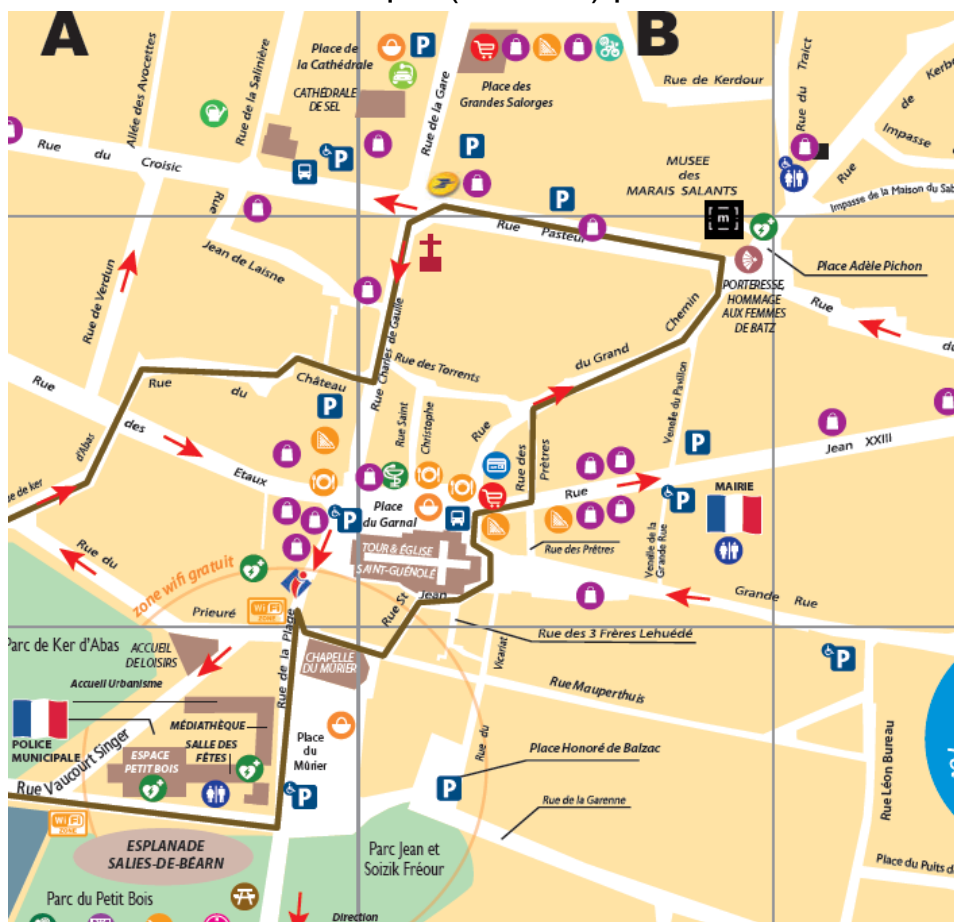 A
B
Place de
la Cathédrale
P
CATHÉDRALE
DE SEL
Allée des Avocettes
Rue de la Salinière
Rue de la Gare
Place des
Grandes Salorges
Rue de Kerdour
Rue du Traict
Rue de
Impasse
Impasse de la Maison du
Rue du Croisic
P
P
P
MUSEE
des
MARAIS SALANTS
m
Rue Jean de Laisne
Rue Pasteur
Place Adèle Pichon
PORTERESSE,
HOMMAGE
AUX FEMMES
DE BATZ
Rue de Verdun
Rue Charles de Gaulle
Rue du
Rue des Torrents
Rue du Grand Chemin
Rue du Château
P
Rue Saint Christophe
Venelle du Pavillon
Rue des Etaux
d'Abas
de ker
Rue des Prêtres
P
Rue Jean XXIII
P
MAIRIE
Place
du Garnal
P
TOUR & ÉGLISE
SAINT-GUÉNOLÉ
Rue des Prêtres
Venelle de la
Grande Rue
Grande Rue
Rue du Prieuré
zone wifi gratuit
WiFi
ZONE
Rue St Jean
Rue des 3 Frères Lehuédé
Parc de Ker d'Abas
ACCUEIL
DE LOISIRS
Rue de la Plage
CHAPELLE
DU MÛRIER
Rue du Vicariat
Rue Mauperthuis
P
Accueil Urbanisme
MÉDIATHÈQUE
SALLE DES
FÊTES
POLICE
MUNICIPALE
ESPACE
PETIT BOIS
Rue Vaucourt Singer
Place
du
Mûrier
P
Place Honoré de Balzac
P
Rue de la Garenne
Rue Léon Bureau
WiFi
ZONE
ESPLANADE
SALIES-DE-BÉARN
Parc Jean et
Soizik Fréour
Place du Puits
Parc du Petit Bois
Direction